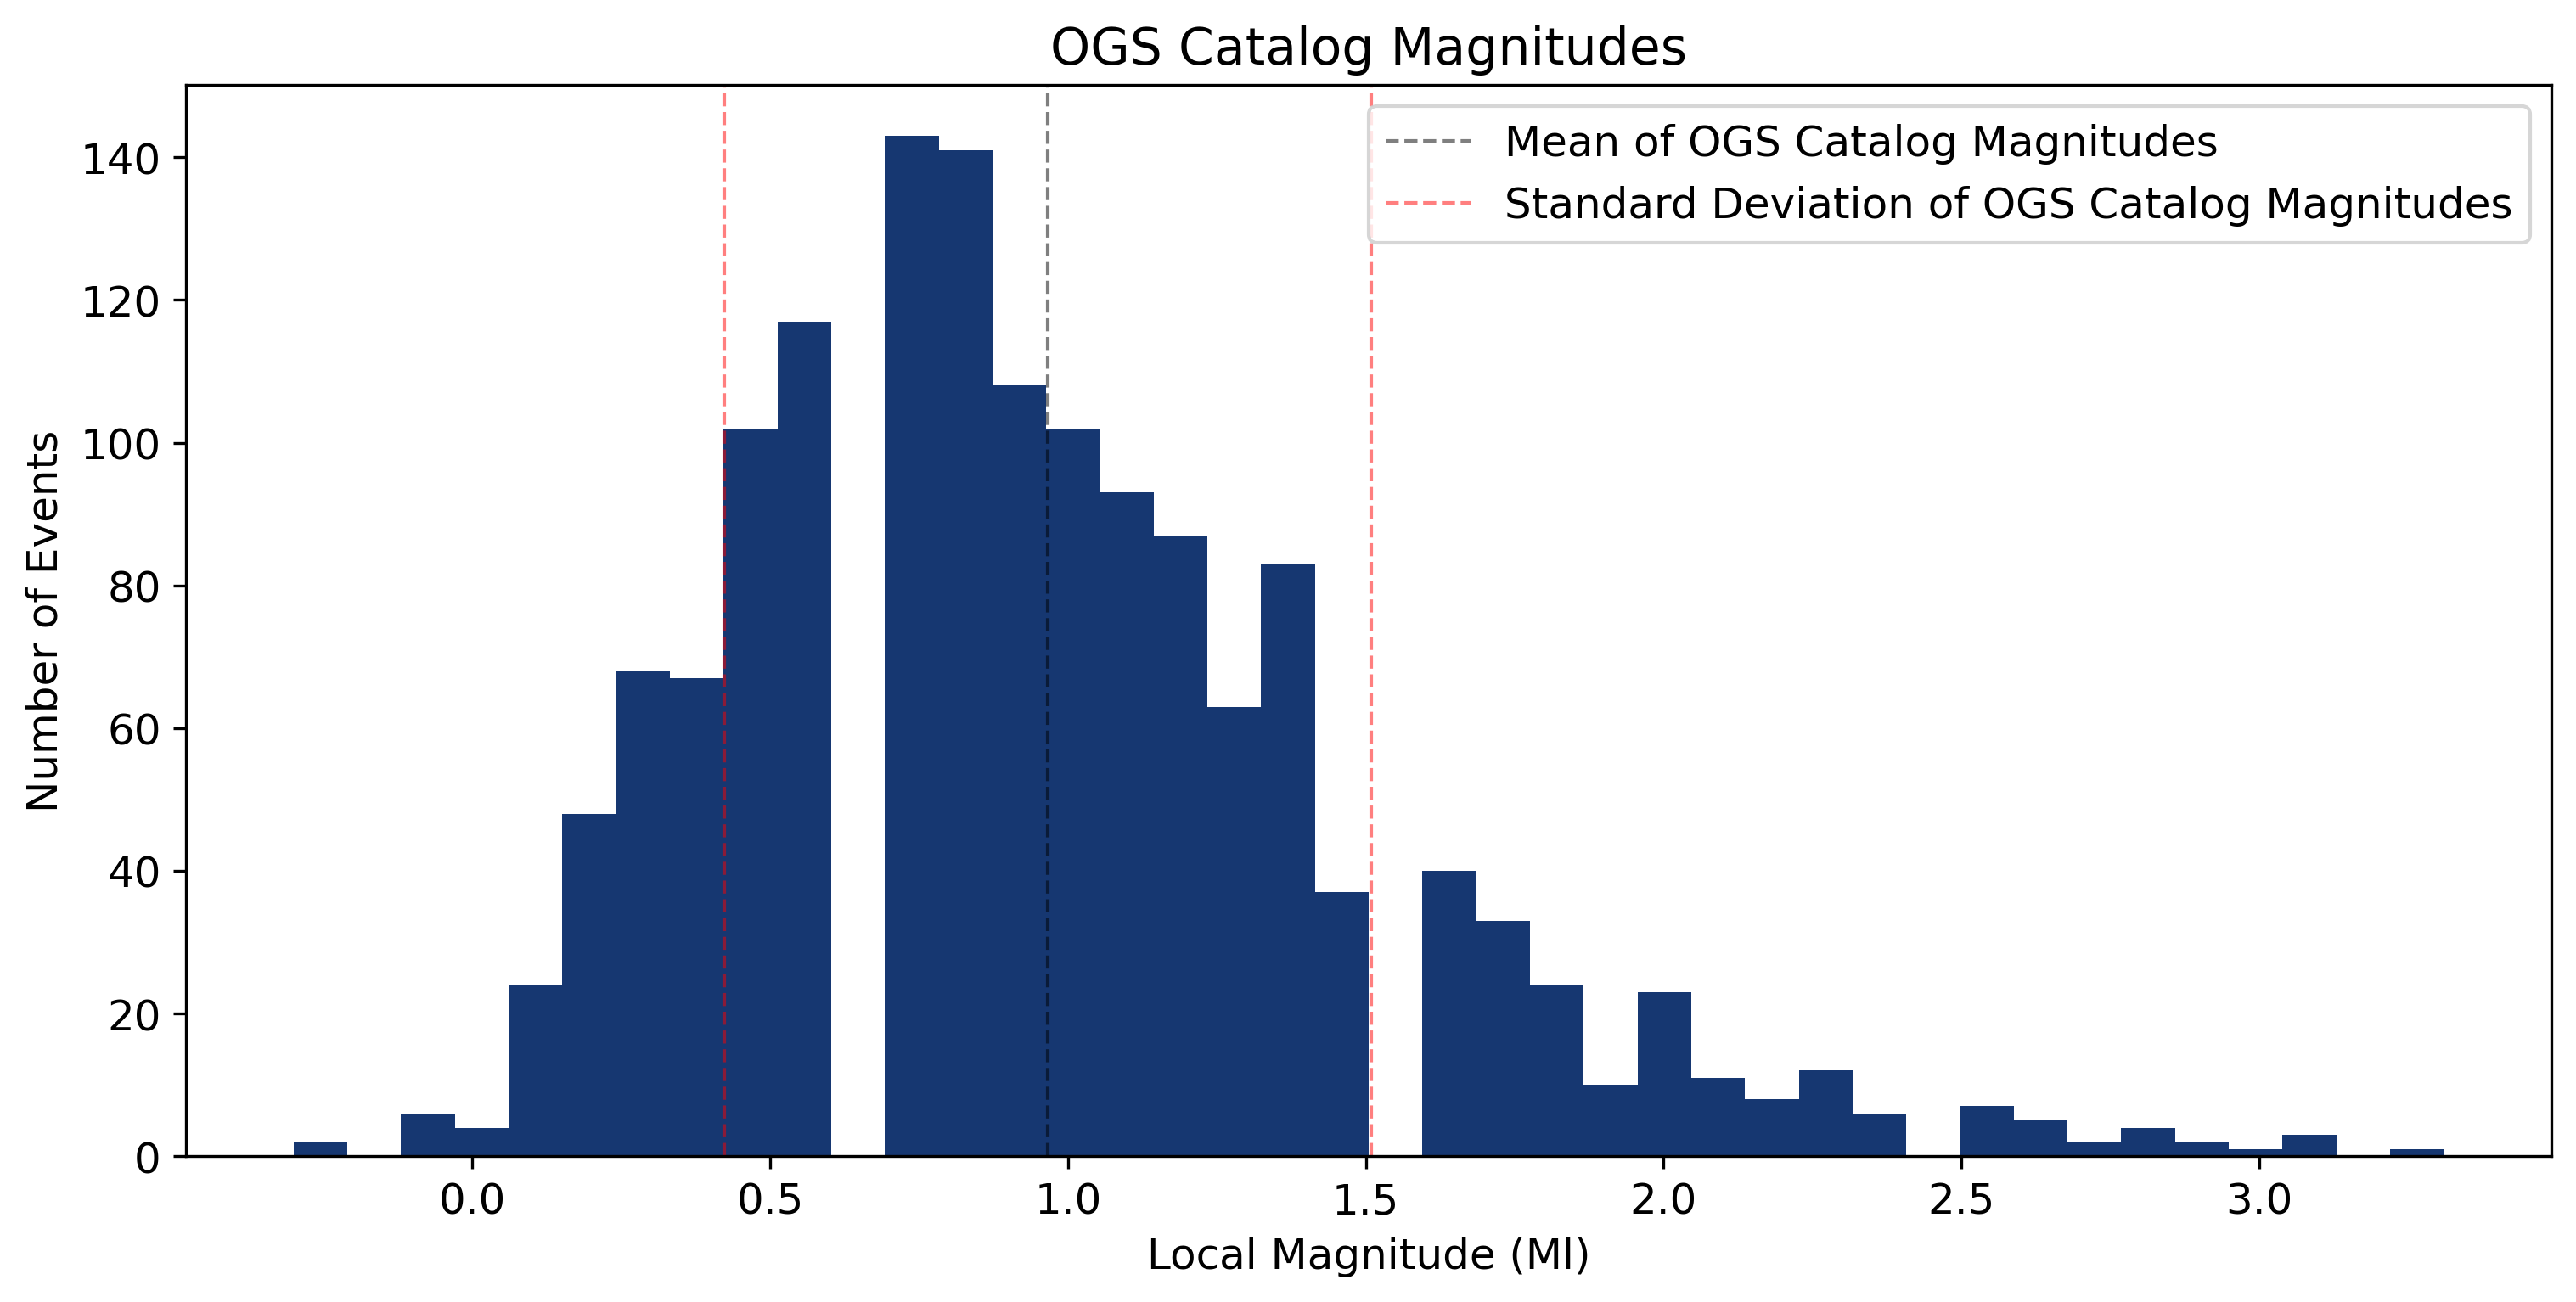 OGS Catalog Magnitudes
Mean of OGS Catalog Magnitudes
Standard Deviation of OGS Catalog Magnitudes
Number of Events
140
120
100
80
60
40
20
0
0.0 0.5 1.0 1.5 2.0 2.5 3.0
Local Magnitude (Ml)